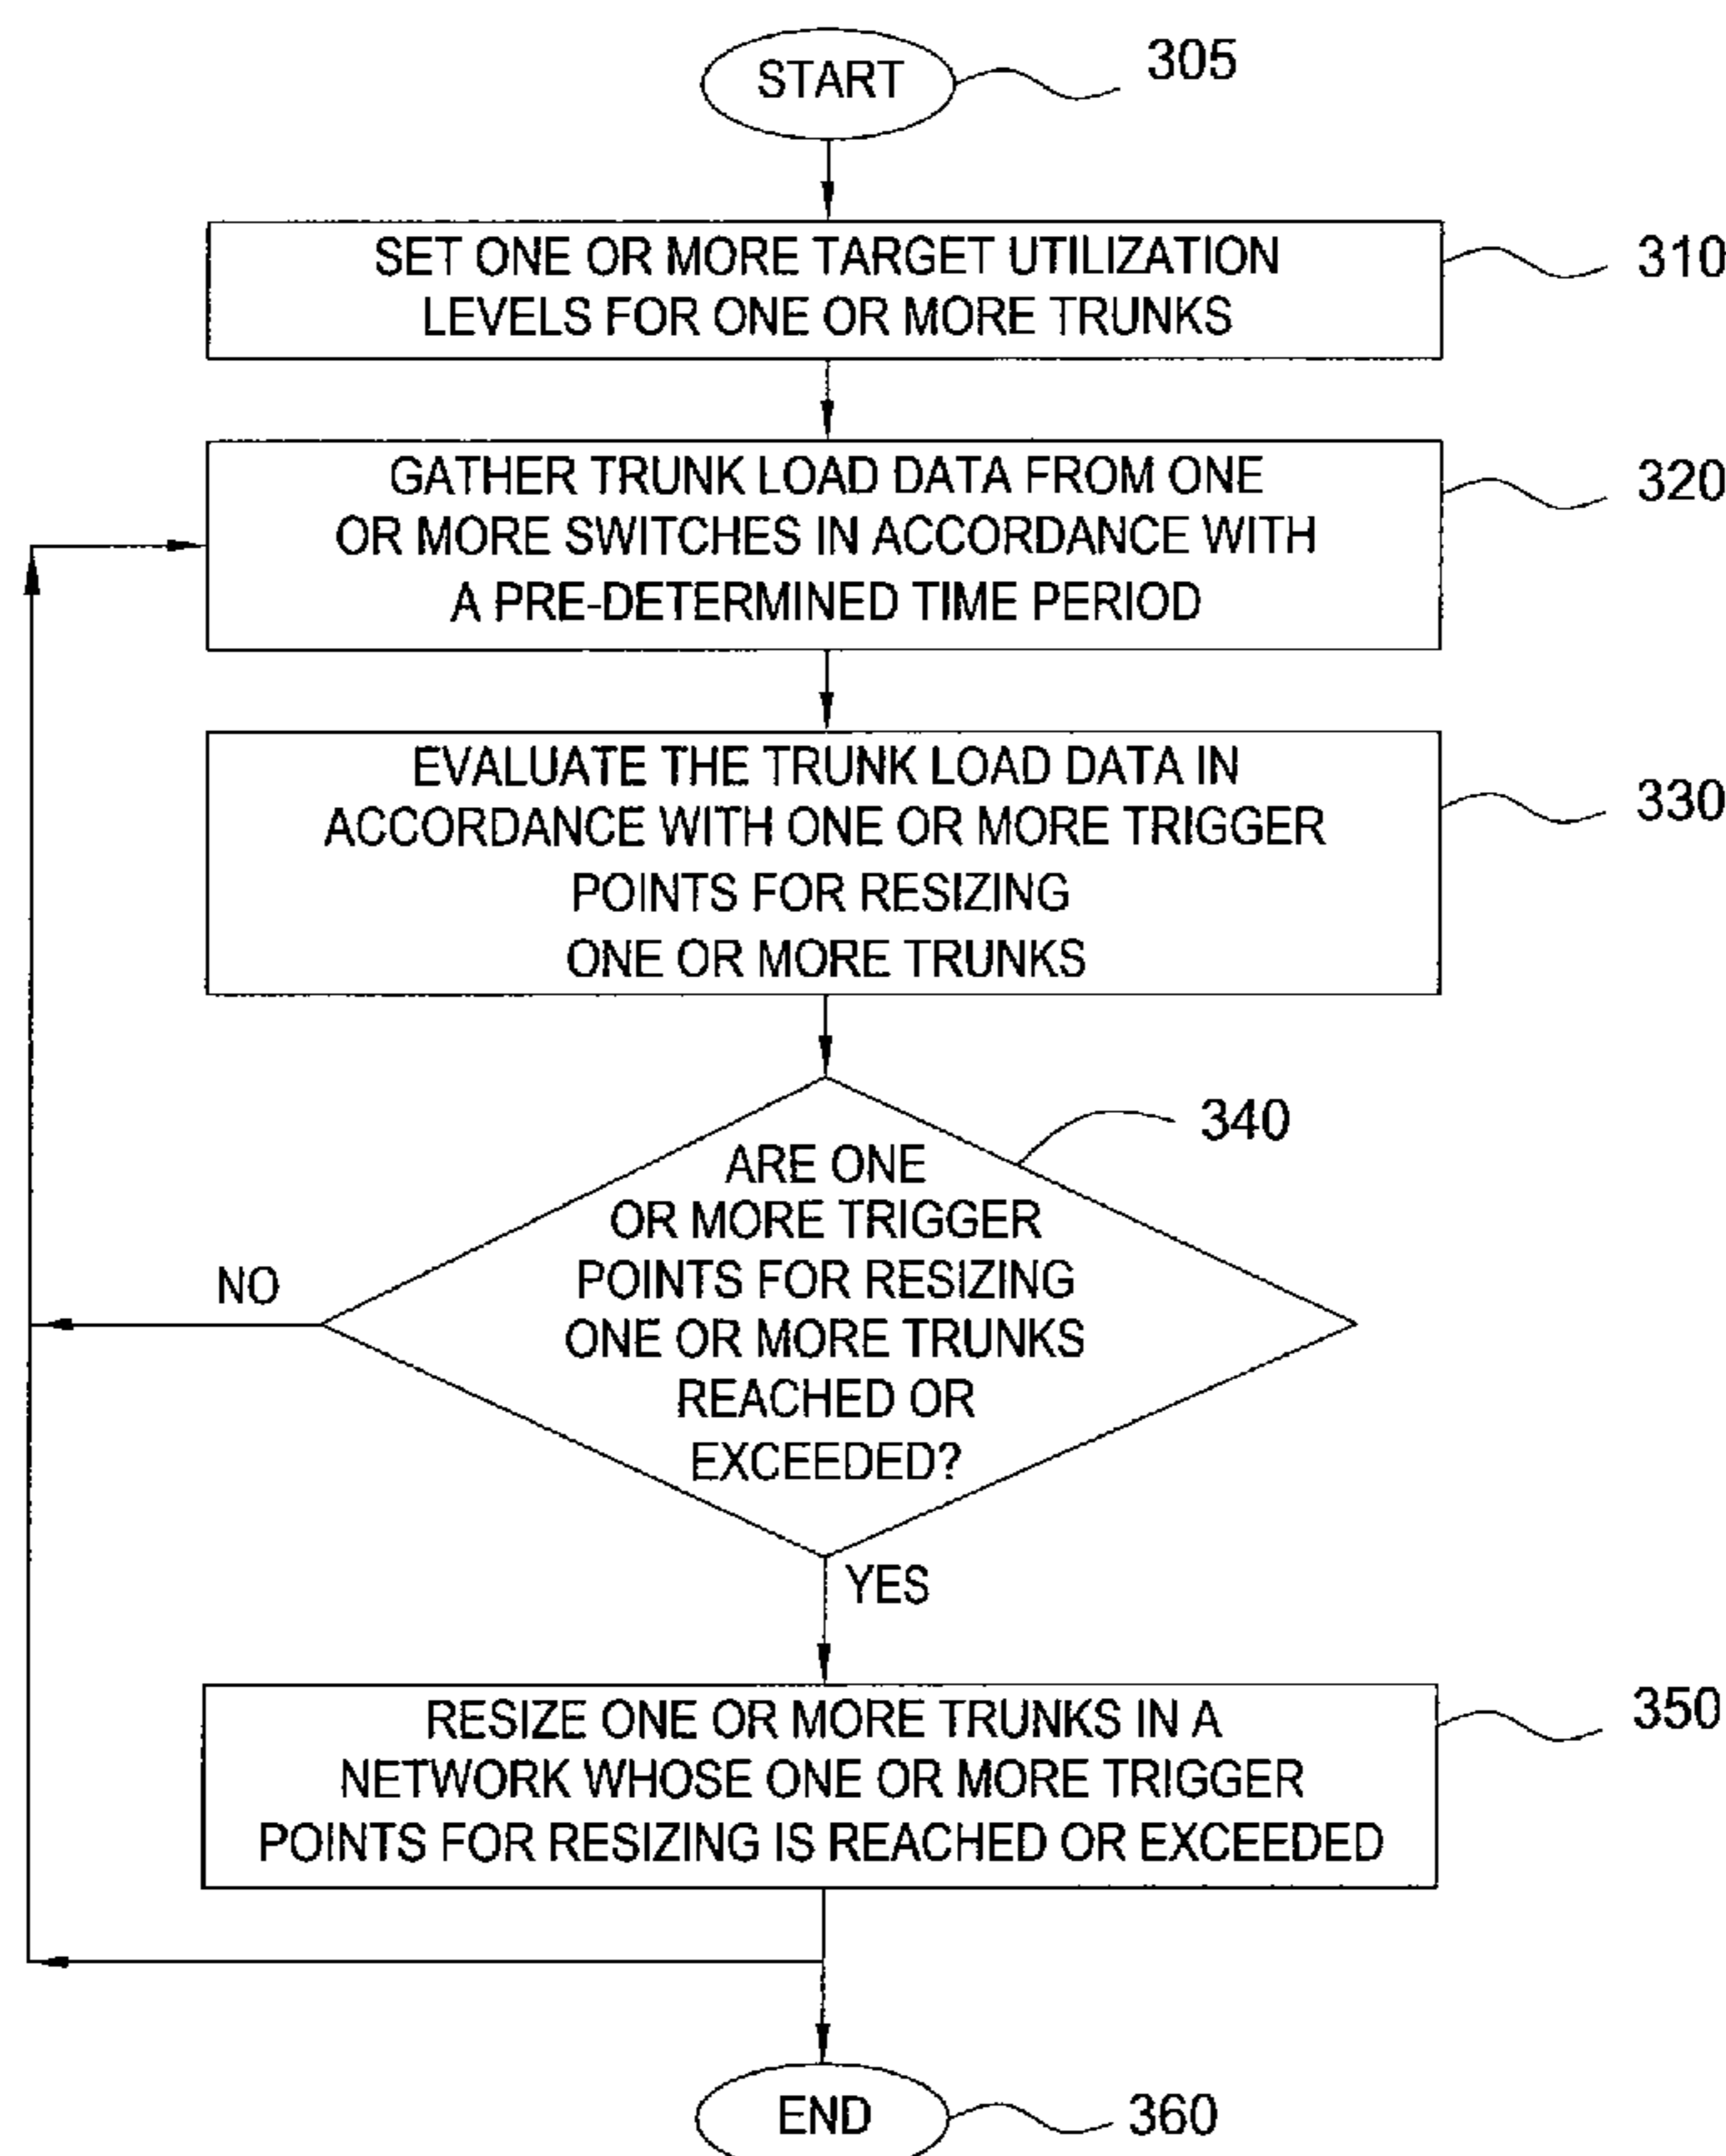 START
305
SET ONE OR MORE TARGET UTILIZATION
LEVELS FOR ONE OR MORE TRUNKS
310
GATHER TRUNK LOAD DATA FROM ONE
OR MORE SWITCHES IN ACCORDANCE WITH
A PRE-DETERMINED TIME PERIOD
320
EVALUATE THE TRUNK LOAD DATA IN
ACCORDANCE WITH ONE OR MORE TRIGGER
POINTS FOR RESIZING
ONE OR MORE TRUNKS
330
ARE ONE
OR MORE TRIGGER
POINTS FOR RESIZING
ONE OR MORE TRUNKS
REACHED OR
EXCEEDED?
340
NO
YES
RESIZE ONE OR MORE TRUNKS IN A
NETWORK WHOSE ONE OR MORE TRIGGER
POINTS FOR RESIZING IS REACHED OR EXCEEDED
350
END
360